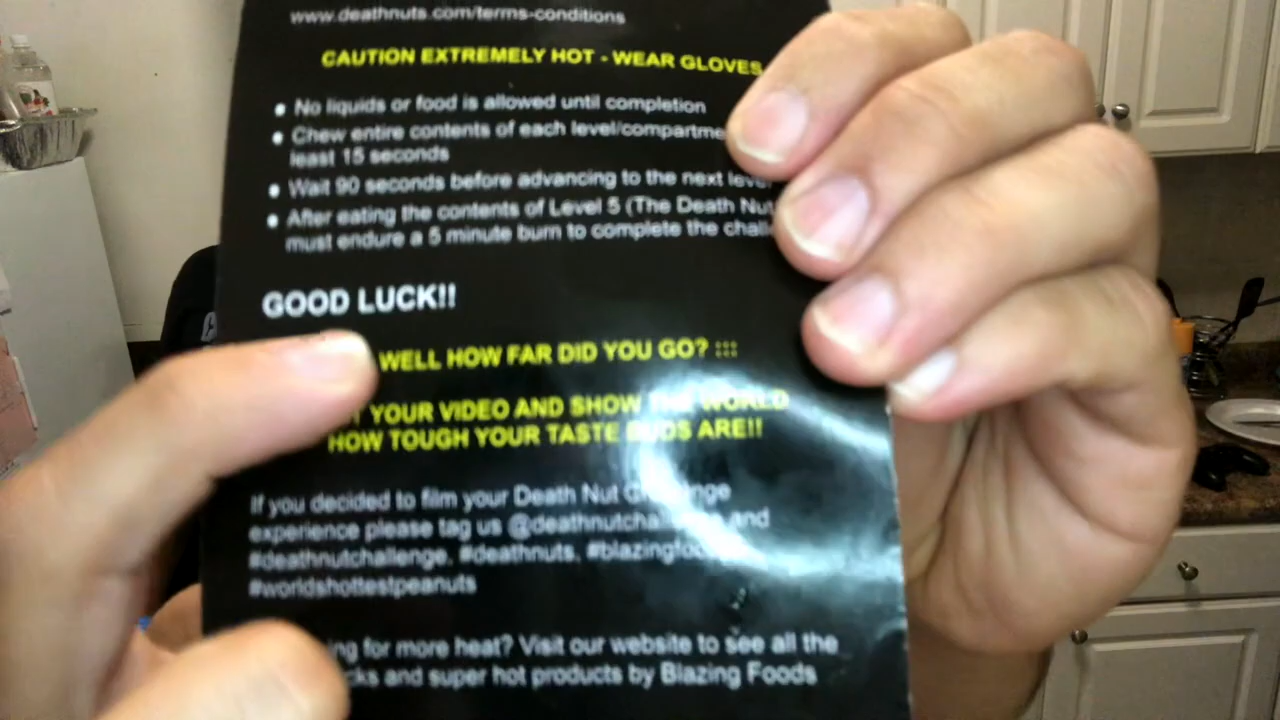 www.deathnuts.com/terms-conditions
CAUTION EXTREMELY HOT - WEAR GLOVES
No liquids or food is allowed until completion
Chew entire contents of each
least 15 seconds
Wait 90 seconds before advancing to the next
After eating the contents of Level 5 (The Death
must endure a 5 minute burn to complete the
GOOD LUCK!!
WELL HOW FAR DID YOU GO? :::
YOUR VIDEO AND SHOW THE WORLD
HOW TOUGH YOUR TASTE BUDS ARE!!
If you decided to film your Death Nut Challenge
experience please tag us and
#deathnutchallenge, #deathnuts,
#worldshottestpeanuts
for more heat? Visit our website to see all the
and super hot products by Blazing Foods